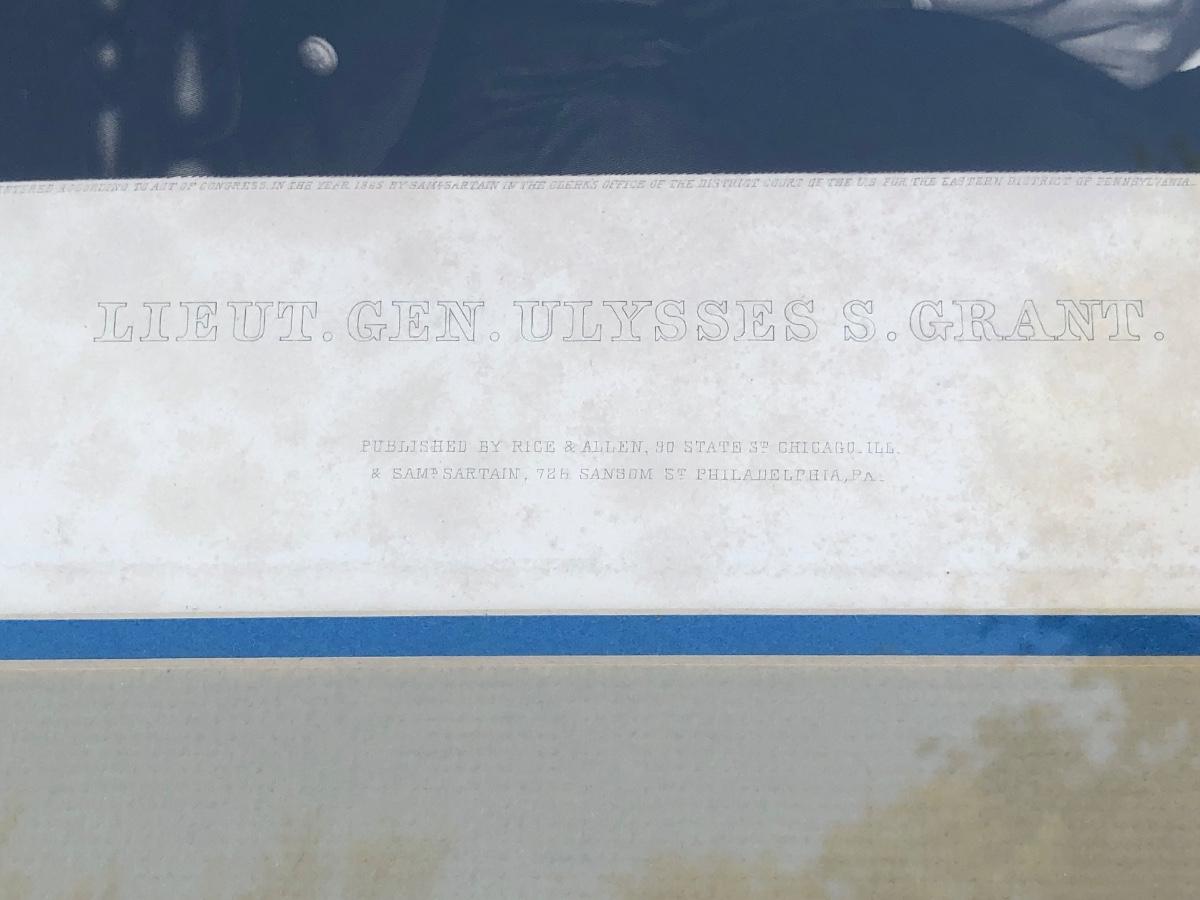 TERED ACCORDING TO ACT OF CONGRESS, IN THE YEAR 1865 BY SAML SARTAIN IN THE CLERKS OFFICE OF THE DISTRICT COURT OF THE U.S. FOR THE EASTERN DISTRICT OF PENNSYLVANIA.
LIEUT. GEN. ULYSSES S. GRANT.
PUBLISHED BY RICE & ALLEN, 90 STATE ST CHICAGO. ILL.
& SAML SARTAIN, 726 SANSOM ST PHILADELPHIA, PA.